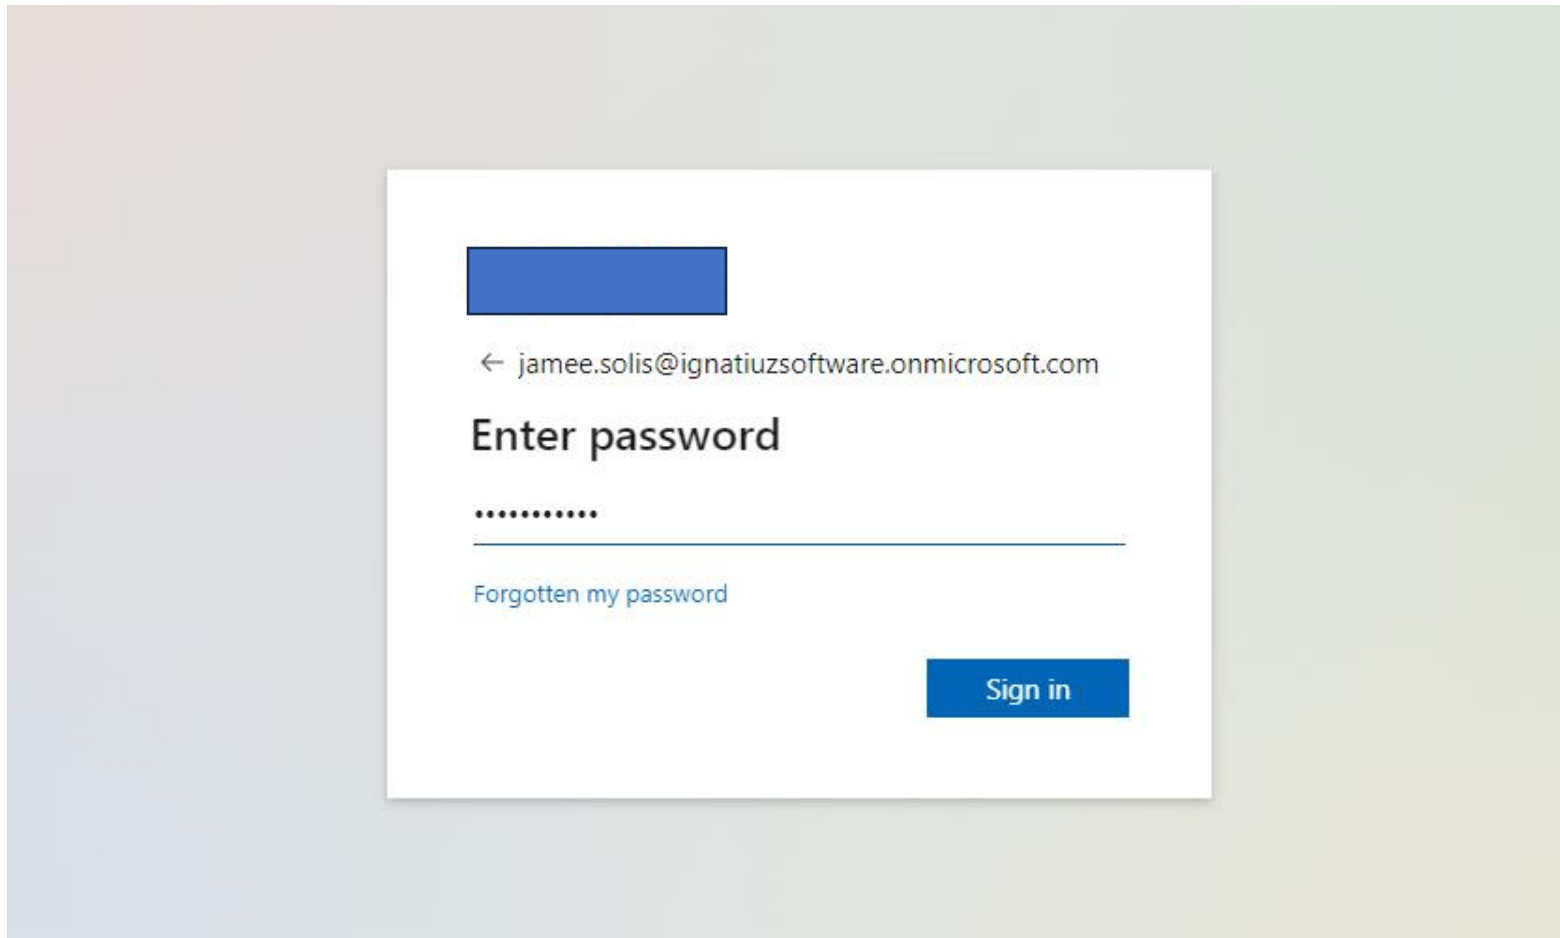 ← jamee.solis@ignatiuzsoftware.onmicrosoft.com
Enter password
•••••••••••
Forgotten my password
Sign in